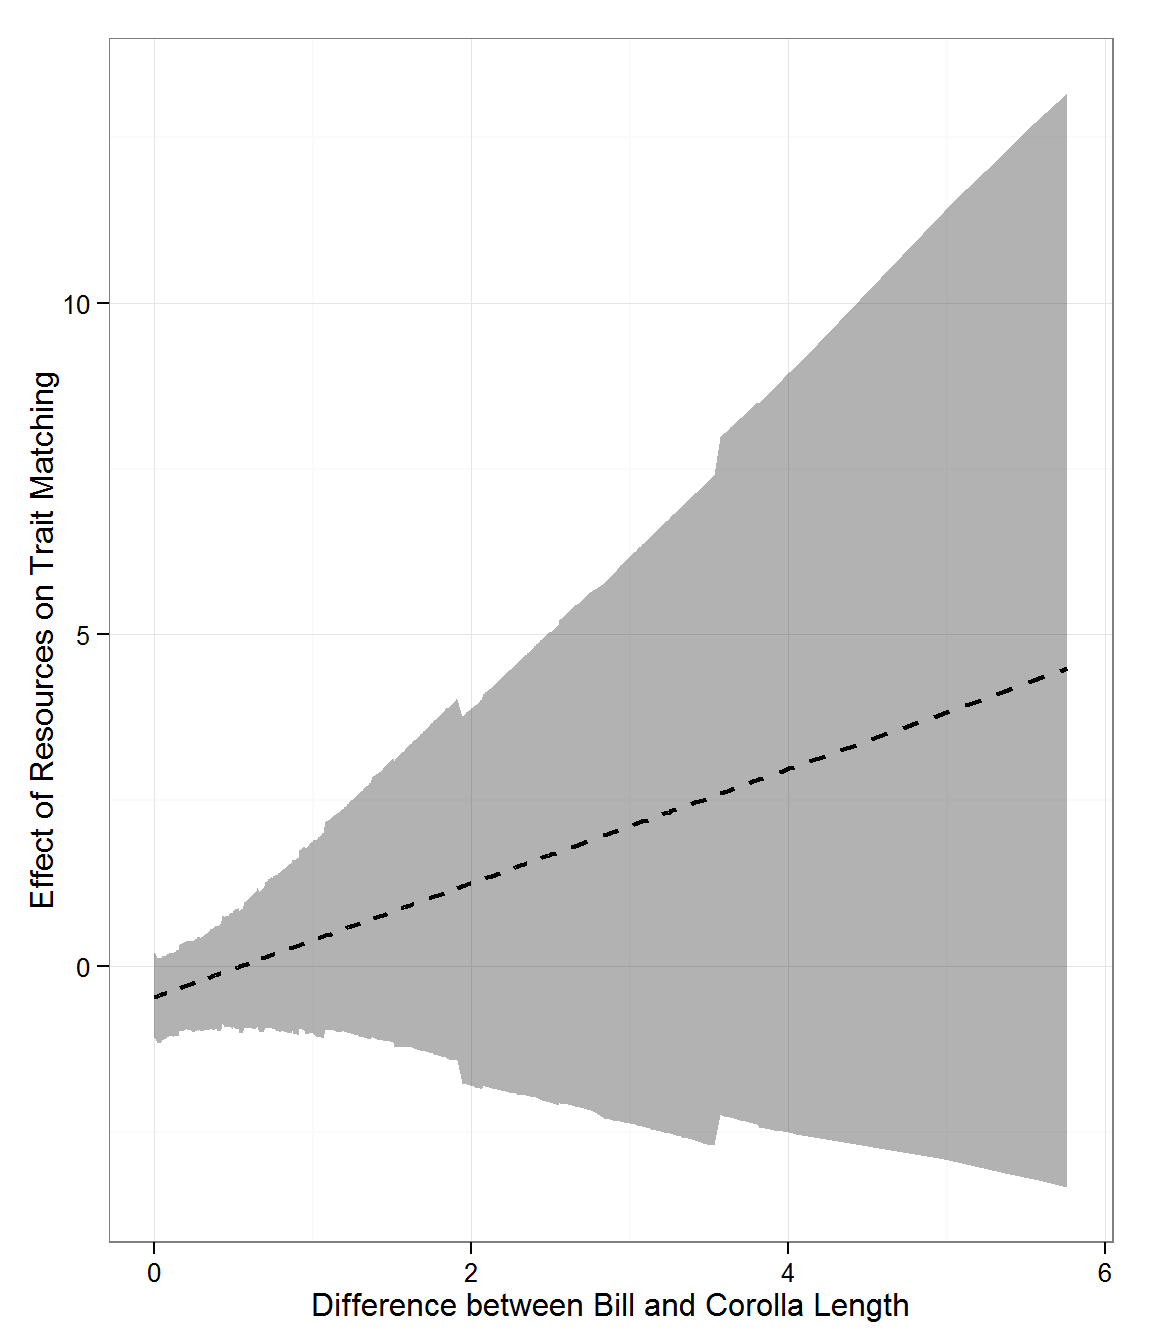 Effect of Resources on Trait Matching
10
5
0
0 2 4 6
Difference between Bill and Corolla Length